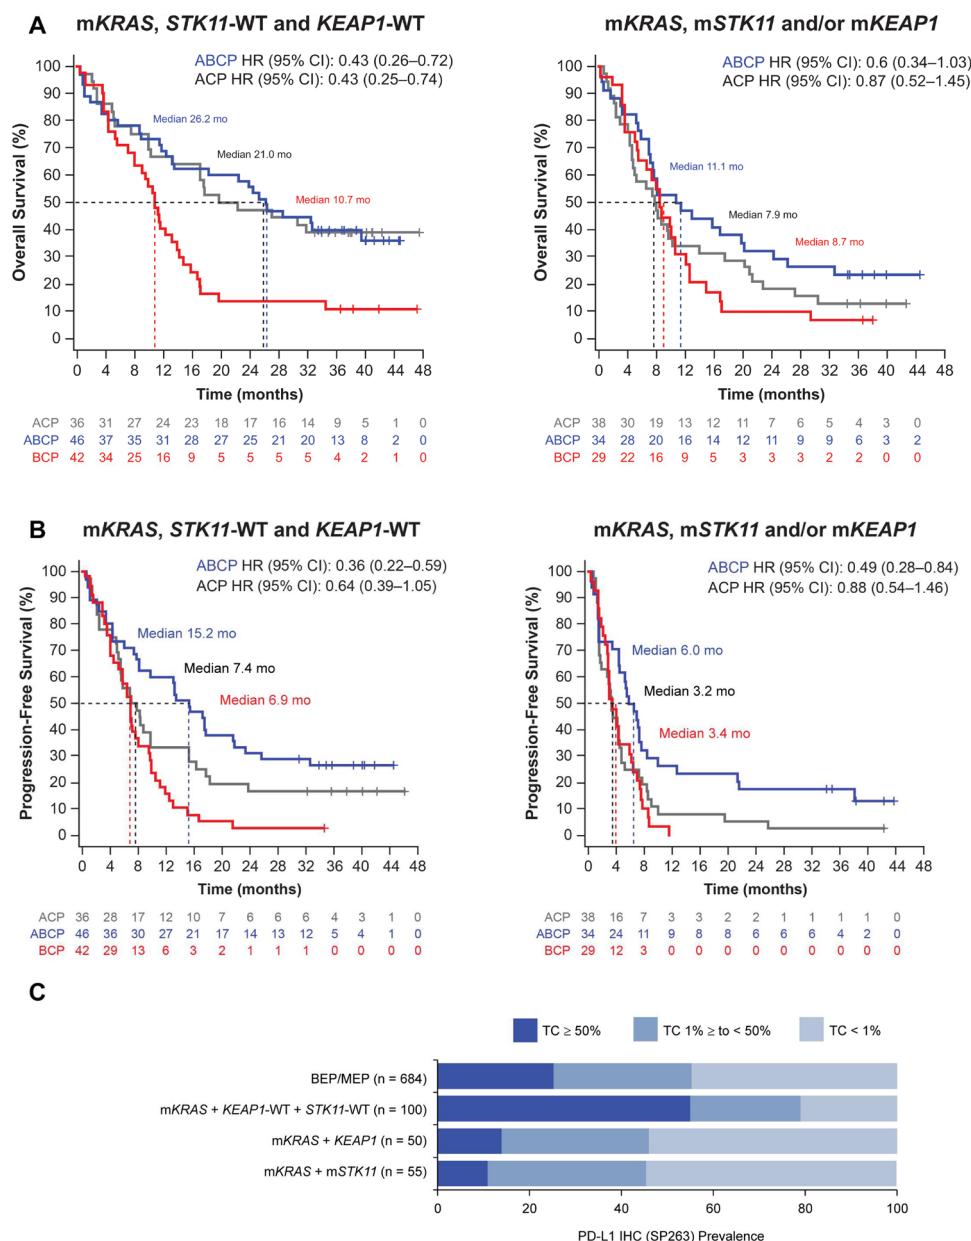 A
mKRAS, STK11-WT and KEAP1-WT
ABCP HR (95% CI): 0.43 (0.26–0.72)
ACP HR (95% CI): 0.43 (0.25–0.74)
Overall Survival (%)
100
90
80
70
60
50
40
30
20
10
0
Median 26.2 mo
Median 21.0 mo
Median 10.7 mo
0 4 8 12 16 20 24 28 32 36 40 44 48
Time (months)
ACP 36 31 27 24 23 18 17 16 14 9 5 1 0
ABCP 46 37 35 31 28 27 25 21 20 13 8 2 0
BCP 42 34 25 16 9 5 5 5 5 4 2 1 0
mKRAS, mSTK11 and/or mKEAP1
ABCP HR (95% CI): 0.6 (0.34–1.03)
ACP HR (95% CI): 0.87 (0.52–1.45)
Overall Survival (%)
100
90
80
70
60
50
40
30
20
10
0
Median 11.1 mo
Median 7.9 mo
Median 8.7 mo
0 4 8 12 16 20 24 28 32 36 40 44 48
Time (months)
ACP 38 30 19 13 12 11 7 6 5 4 3 0
ABCP 34 28 20 16 14 12 11 9 9 6 3 2
BCP 29 22 16 9 5 3 3 3 2 2 0 0
B
mKRAS, STK11-WT and KEAP1-WT
ABCP HR (95% CI): 0.36 (0.22–0.59)
ACP HR (95% CI): 0.64 (0.39–1.05)
Progression-Free Survival (%)
100
90
80
70
60
50
40
30
20
10
0
Median 15.2 mo
Median 7.4 mo
Median 6.9 mo
0 4 8 12 16 20 24 28 32 36 40 44 48
Time (months)
ACP 36 28 17 12 10 7 6 6 6 4 3 1 0
ABCP 46 36 30 27 21 17 14 13 12 5 4 1 0
BCP 42 29 13 6 3 2 1 1 1 0 0 0 0
mKRAS, mSTK11 and/or mKEAP1
ABCP HR (95% CI): 0.49 (0.28–0.84)
ACP HR (95% CI): 0.88 (0.54–1.46)
Progression-Free Survival (%)
100
90
80
70
60
50
40
30
20
10
0
Median 6.0 mo
Median 3.2 mo
Median 3.4 mo
0 4 8 12 16 20 24 28 32 36 40 44 48
Time (months)
ACP 38 16 7 3 3 2 2 1 1 1 1 0
ABCP 34 24 11 9 8 8 6 6 6 4 2 0
BCP 29 12 3 0 0 0 0 0 0 0 0 0
C
TC ≥ 50% TC 1% ≥ to < 50% TC < 1%
BEP/MEP (n = 684)
mKRAS + KEAP1-WT + STK11-WT (n = 100)
mKRAS + KEAP1 (n = 50)
mKRAS + mSTK11 (n = 55)
0 20 40 60 80 100
PD-L1 IHC (SP263) Prevalence